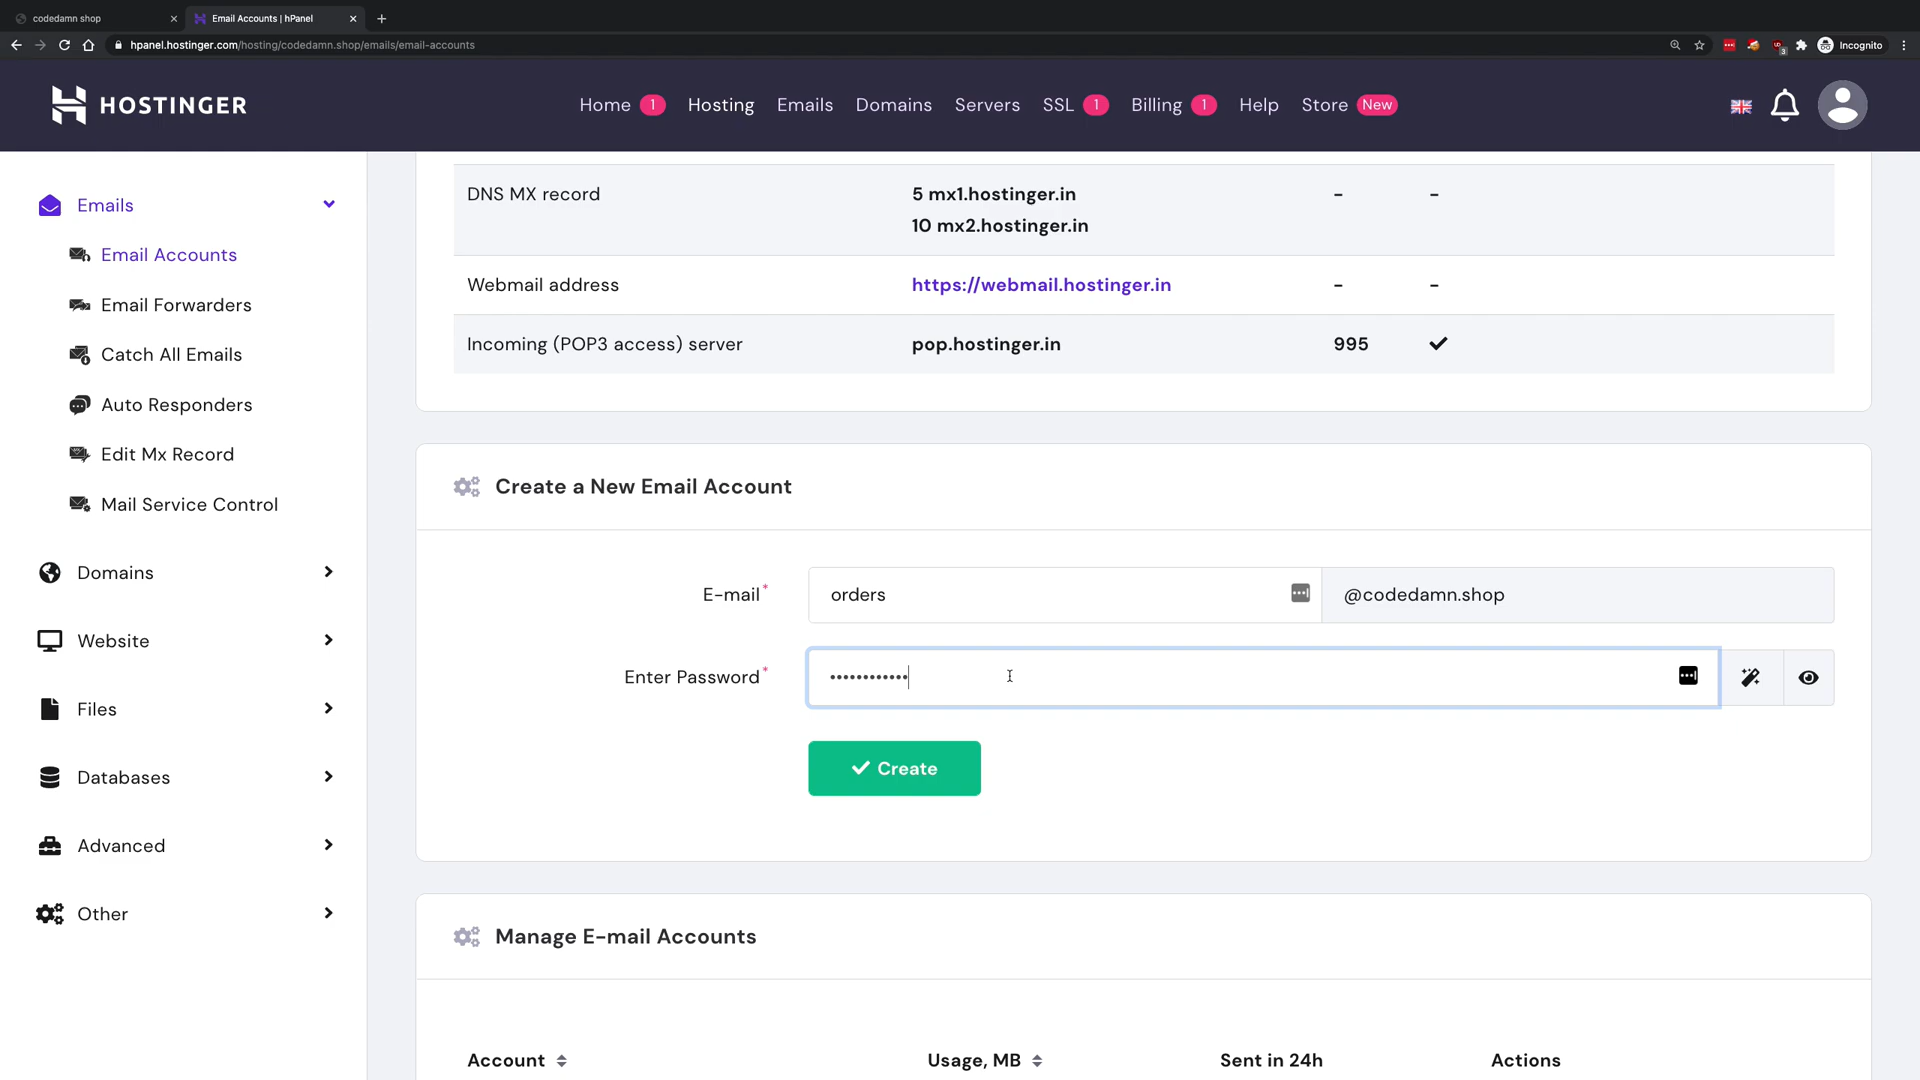 codedamn shop
Email Accounts | hPanel
hpanel.hostinger.com/hosting/codedamn.shop/emails/email-accounts
3
Incognito
HOSTINGER
Home 1 Hosting Emails Domains Servers SSL 1 Billing 1 Help Store New
Emails
Email Accounts
Email Forwarders
Catch All Emails
Auto Responders
Edit Mx Record
Mail Service Control
Domains
Website
Files
Databases
Advanced
Other
DNS MX record 5 mx1.hostinger.in - -
10 mx2.hostinger.in
Webmail address https://webmail.hostinger.in - -
Incoming (POP3 access) server pop.hostinger.in 995
Create a New Email Account
E-mail* orders @codedamn.shop
Enter Password* ••••••••••••
Create
Manage E-mail Accounts
Account Usage, MB Sent in 24h Actions